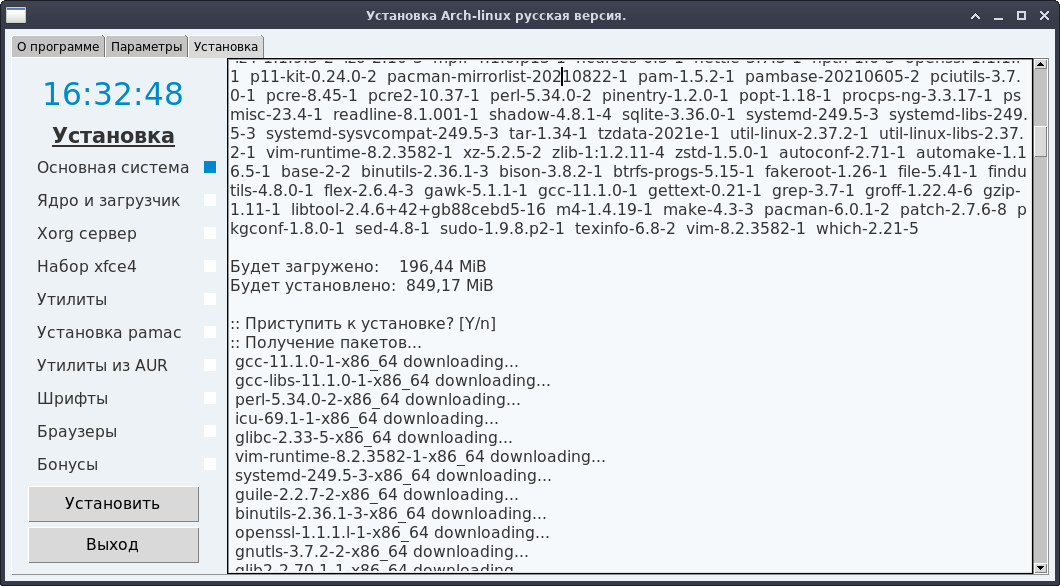 Установка Arch-linux русская версия.
О программе Параметры Установка
16:32:48
Установка
Основная система
Ядро и загрузчик
Xorg сервер
Набор xfce4
Утилиты
Установка pamac
Утилиты из AUR
Шрифты
Браузеры
Бонусы
Установить
Выход
1 p11-kit-0.24.0-2 pacman-mirrorlist-20210822-1 pam-1.5.2-1 pambase-20210605-2 pciutils-3.7.
0-1 pcre-8.45-1 pcre2-10.37-1 perl-5.34.0-2 pinentry-1.2.0-1 popt-1.18-1 procps-ng-3.3.17-1 ps
misc-23.4-1 readline-8.1.001-1 shadow-4.8.1-4 sqlite-3.36.0-1 systemd-249.5-3 systemd-libs-249.
5-3 systemd-sysvcompat-249.5-3 tar-1.34-1 tzdata-2021e-1 util-linux-2.37.2-1 util-linux-libs-2.37.
2-1 vim-runtime-8.2.3582-1 xz-5.2.5-2 zlib-1:1.2.11-4 zstd-1.5.0-1 autoconf-2.71-1 automake-1.1
6.5-1 base-2-2 binutils-2.36.1-3 bison-3.8.2-1 btrfs-progs-5.15-1 fakeroot-1.26-1 file-5.41-1 findu
tils-4.8.0-1 flex-2.6.4-3 gawk-5.1.1-1 gcc-11.1.0-1 gettext-0.21-1 grep-3.7-1 groff-1.22.4-6 gzip-
1.11-1 libtool-2.4.6+42+gb88cebd5-16 m4-1.4.19-1 make-4.3-3 pacman-6.0.1-2 patch-2.7.6-8 p
kgconf-1.8.0-1 sed-4.8-1 sudo-1.9.8.p2-1 texinfo-6.8-2 vim-8.2.3582-1 which-2.21-5
Будет загружено: 196,44 MiB
Будет установлено: 849,17 MiB
:: Приступить к установке? [Y/n]
:: Получение пакетов...
gcc-11.1.0-1-x86_64 downloading...
gcc-libs-11.1.0-1-x86_64 downloading...
perl-5.34.0-2-x86_64 downloading...
icu-69.1-1-x86_64 downloading...
glibc-2.33-5-x86_64 downloading...
vim-runtime-8.2.3582-1-x86_64 downloading...
systemd-249.5-3-x86_64 downloading...
guile-2.2.7-2-x86_64 downloading...
binutils-2.36.1-3-x86_64 downloading...
openssl-1.1.1.l-1-x86_64 downloading...
gnutls-3.7.2-2-x86_64 downloading...
glib2-2.70.1-1-x86_64 downloading...